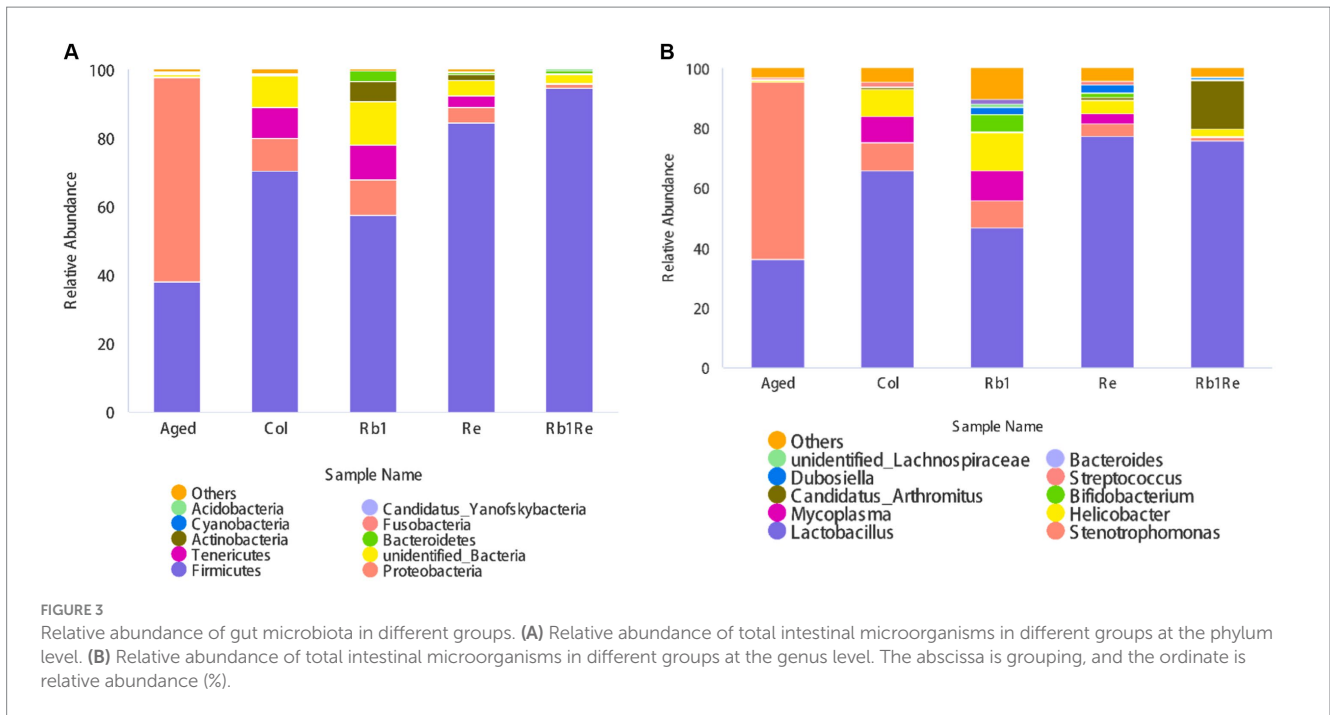 A
Relative Abundance
100
80
60
40
20
0
Aged Col Rb1 Re Rb1Re
Sample Name
Others
Acidobacteria
Cyanobacteria
Actinobacteria
Tenericutes
Firmicutes
Candidatus_Yanofskybacteria
Fusobacteria
Bacteroidetes
unidentified_Bacteria
Proteobacteria
B
Relative Abundance
100
80
60
40
20
0
Aged Col Rb1 Re Rb1Re
Sample Name
Others
unidentified_Lachnospiraceae
Dubosiella
Candidatus_Arthromitus
Mycoplasma
Lactobacillus
Bacteroides
Streptococcus
Bifidobacterium
Helicobacter
Stenotrophomonas
FIGURE 3
Relative abundance of gut microbiota in different groups. (A) Relative abundance of total intestinal microorganisms in different groups at the phylum
level. (B) Relative abundance of total intestinal microorganisms in different groups at the genus level. The abscissa is grouping, and the ordinate is
relative abundance (%).